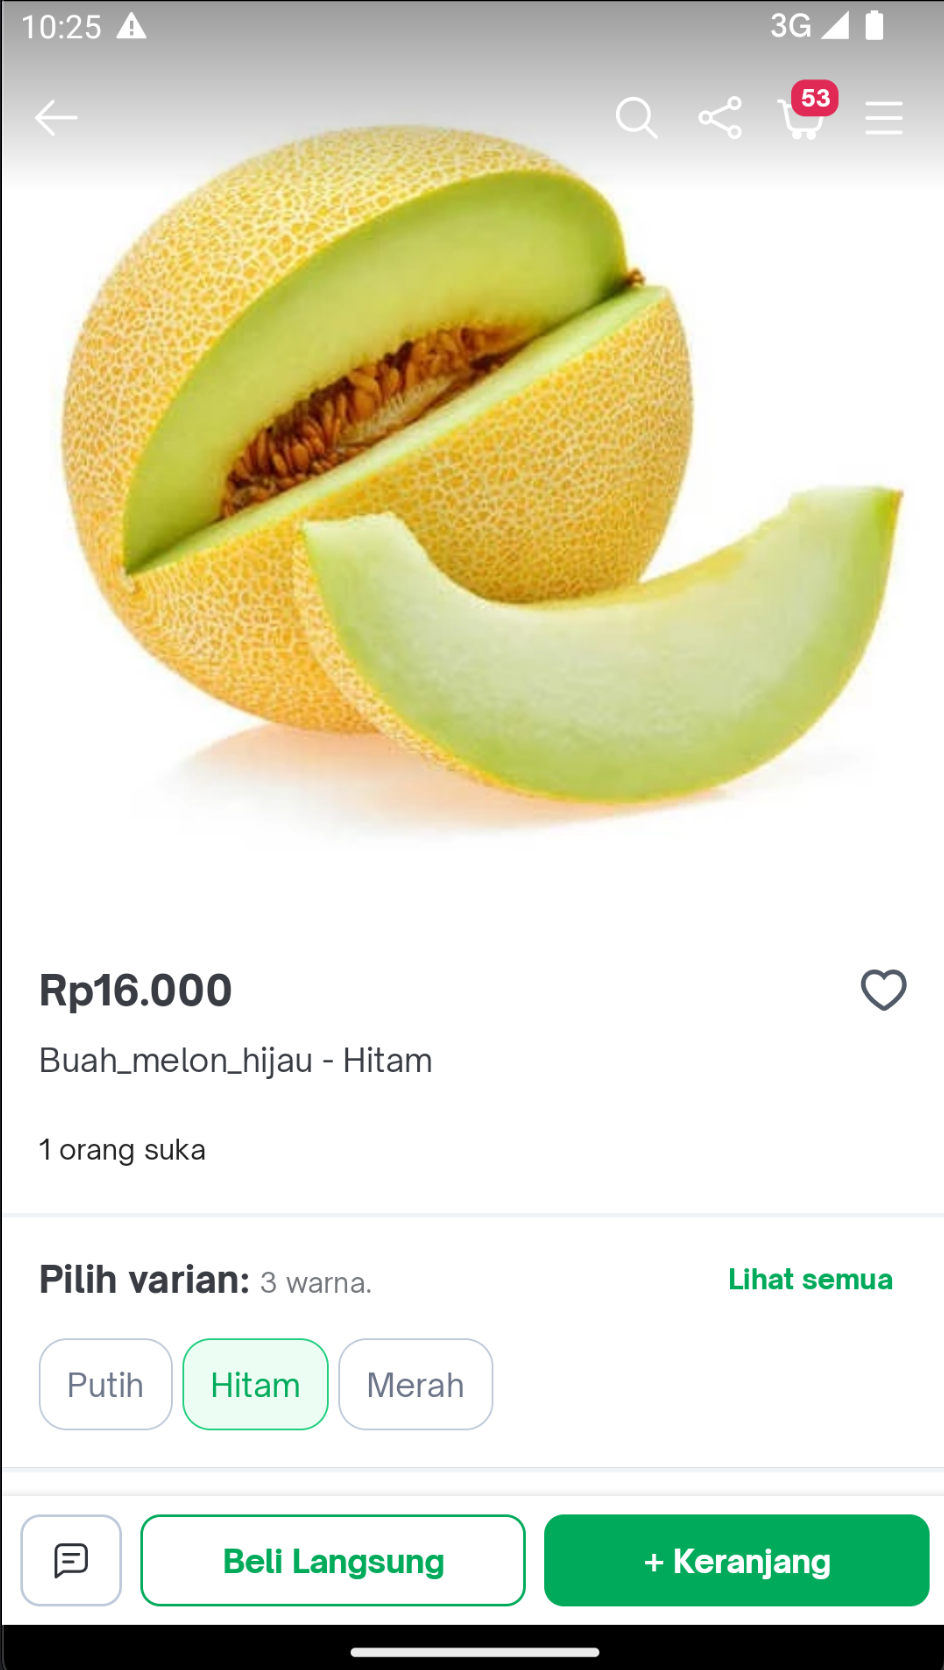 10:25
3G
53
Rp16.000
Buah_melon_hijau - Hitam
1 orang suka
Pilih varian: 3 warna.
Lihat semua
Putih
Hitam
Merah
Beli Langsung
+ Keranjang